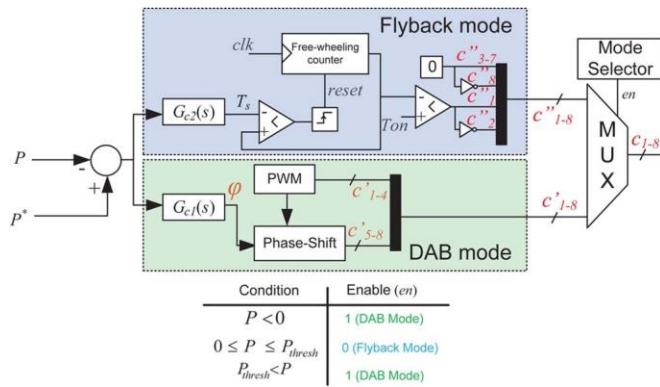 Flyback mode
clk
Free-wheeling
counter
reset
0
c''3-7
c''8
c''1
c''2
Mode
Selector
en
Gc2(s)
Ts
Ton
c''1-8
MUX
c1-8
P
-
+
P*
Gc1(s)
φ
PWM
c'1-4
Phase-Shift
c'5-8
c'1-8
DAB mode
Condition Enable (en)
P < 0 1 (DAB Mode)
0 ≤ P ≤ Pthresh 0 (Flyback Mode)
Pthresh < P 1 (DAB Mode)